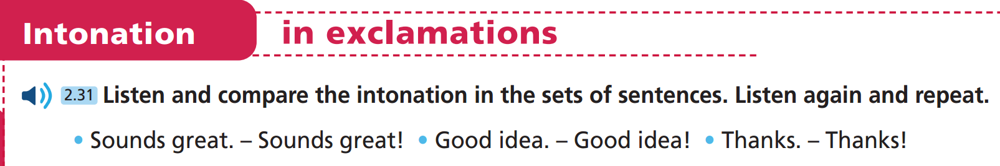 Intonation in exclamations
2.31 Listen and compare the intonation in the sets of sentences. Listen again and repeat.
• Sounds great. – Sounds great! • Good idea. – Good idea! • Thanks. – Thanks!